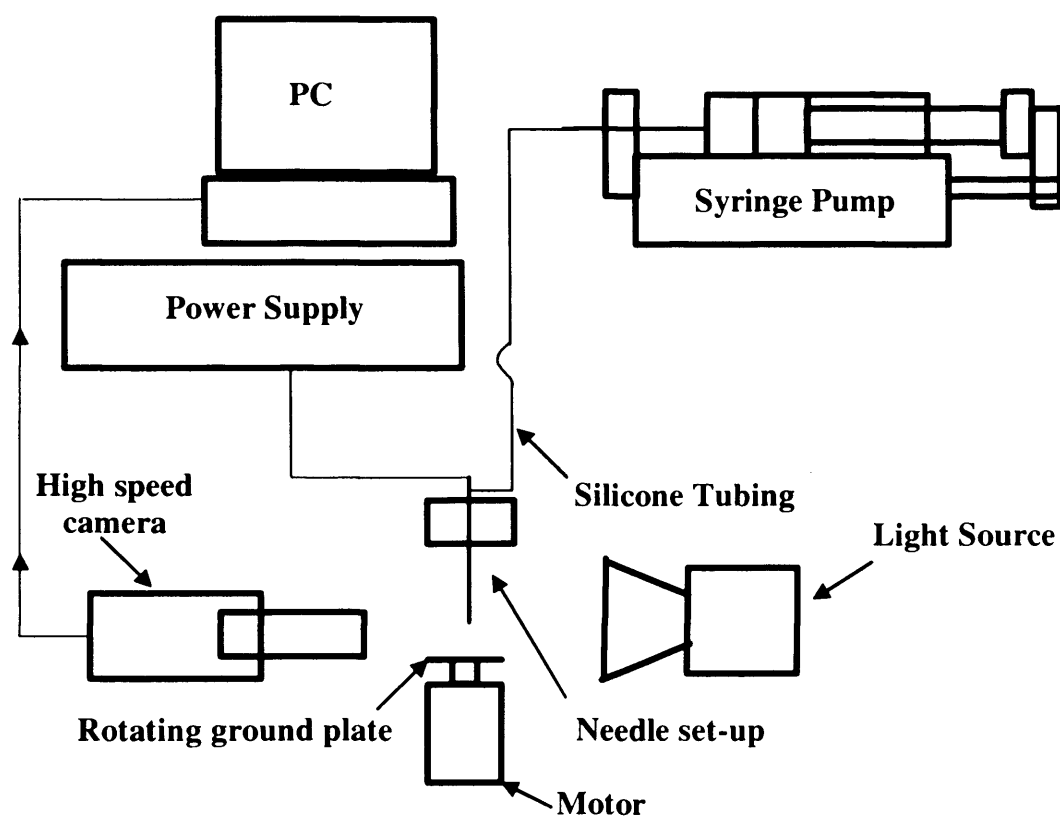 PC
Syringe Pump
Power Supply
High speed
camera
Silicone Tubing
Light Source
Rotating ground plate
Needle set-up
Motor